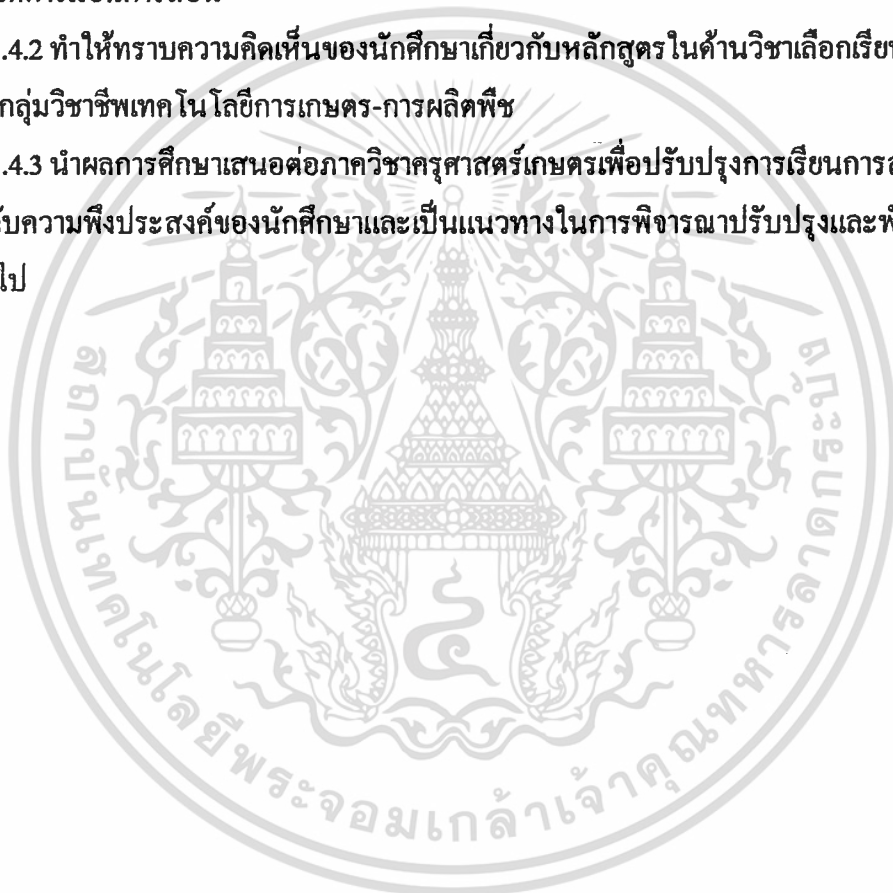 .4.2 ทำให้ทราบความคิดเห็นของนักศึกษาเกี่ยวกับหลักสูตรในด้านวิชาเลือกเรียน
กลุ่มวิชาชีพเทคโนโลยีการเกษตร-การผลิตพืช
.4.3 นำผลการศึกษาเสนอต่อภาควิชาครุศาสตร์เกษตรเพื่อปรับปรุงการเรียนการ
ับความพึงประสงค์ของนักศึกษาและเป็นแนวทางในการพิจารณาปรับปรุงและ
ไป
สถาบันเทคโนโลยีพระจอมเกล้าเจ้าคุณทหารลาดกระบัง